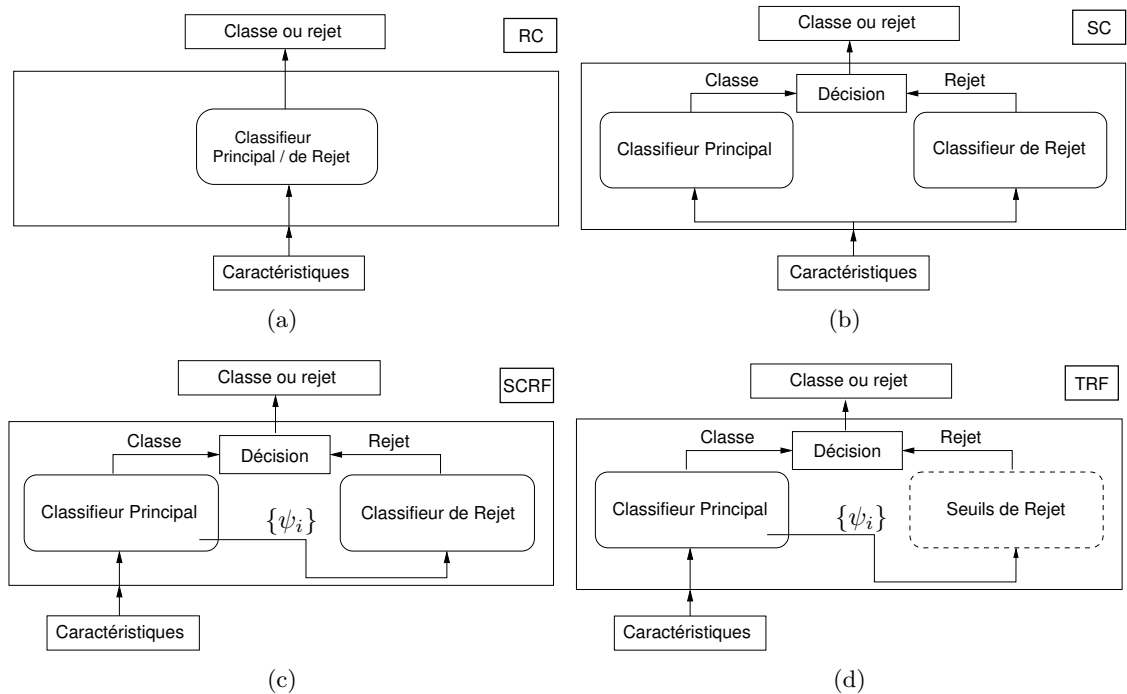 Classe ou rejet
RC
Classifieur
Principal / de Rejet
Caractéristiques
(a)
Classe ou rejet
SC
Classe
Décision
Rejet
Classifieur Principal
Classifieur de Rejet
Caractéristiques
(b)
Classe ou rejet
SCRF
Classe
Décision
Rejet
Classifieur Principal
{ψ_i}
Classifieur de Rejet
Caractéristiques
(c)
Classe ou rejet
TRF
Classe
Décision
Rejet
Classifieur Principal
{ψ_i}
Seuils de Rejet
Caractéristiques
(d)